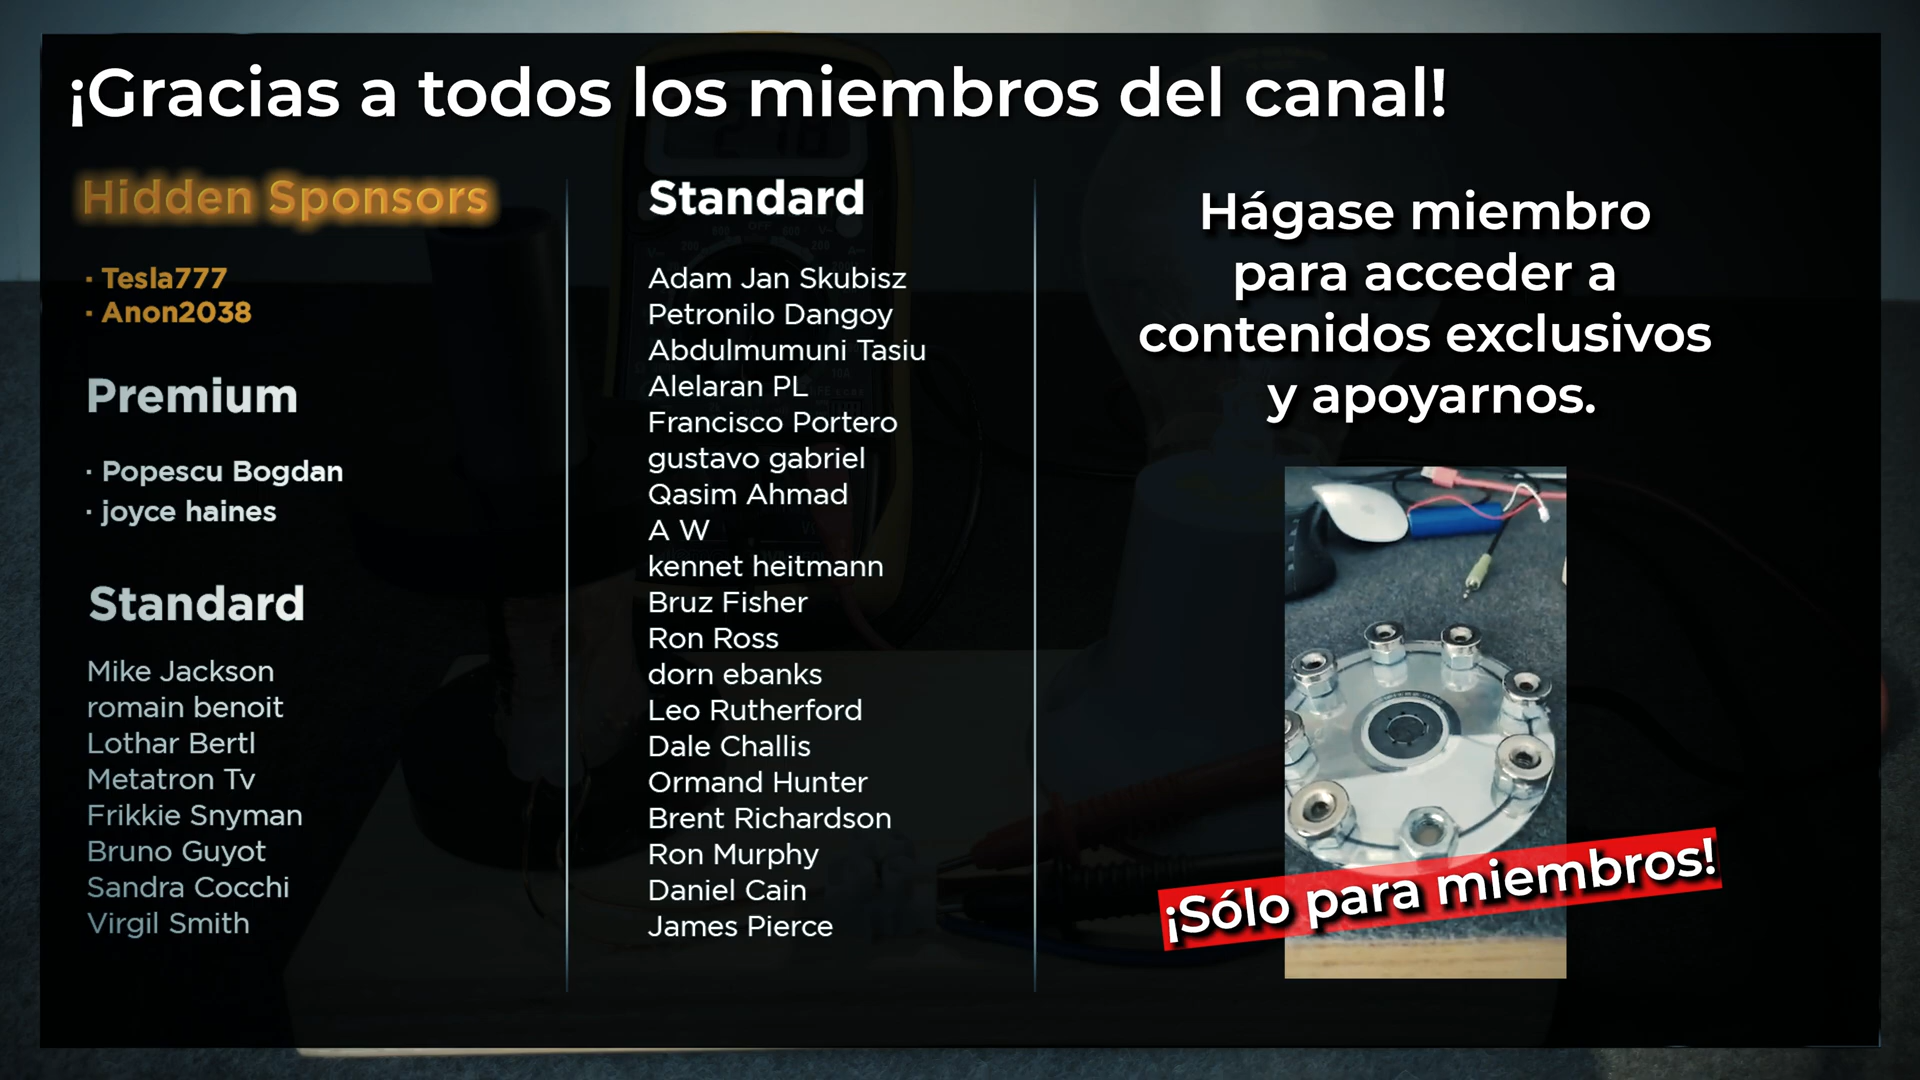 ¡Gracias a todos los miembros del canal!
Hidden Sponsors
· Tesla777
· Anon2038
Premium
· Popescu Bogdan
· joyce haines
Standard
Mike Jackson
romain benoit
Lothar Bertl
Metatron Tv
Frikkie Snyman
Bruno Guyot
Sandra Cocchi
Virgil Smith
Standard
Adam Jan Skubisz
Petronilo Dangoy
Abdulmumuni Tasiu
Alelaran PL
Francisco Portero
gustavo gabriel
Qasim Ahmad
A W
kennet heitmann
Bruz Fisher
Ron Ross
dorn ebanks
Leo Rutherford
Dale Challis
Ormand Hunter
Brent Richardson
Ron Murphy
Daniel Cain
James Pierce
Hágase miembro
para acceder a
contenidos exclusivos
y apoyarnos.
¡Sólo para miembros!